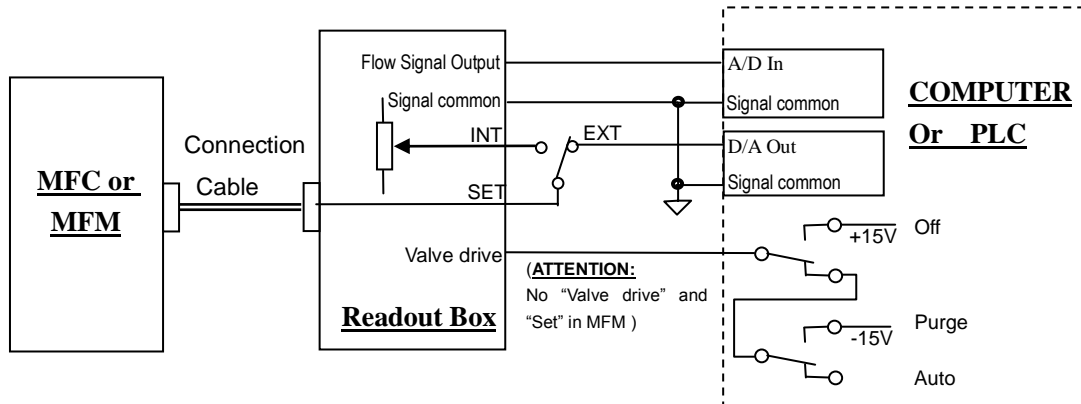 MFC or
MFM
Connection
Cable
Flow Signal Output
Signal common
INT
SET
Valve drive
Readout Box
EXT
(ATTENTION:
No “Valve drive” and
“Set” in MFM )
A/D In
Signal common
D/A Out
Signal common
COMPUTER
Or PLC
+15V
Off
-15V
Purge
Auto